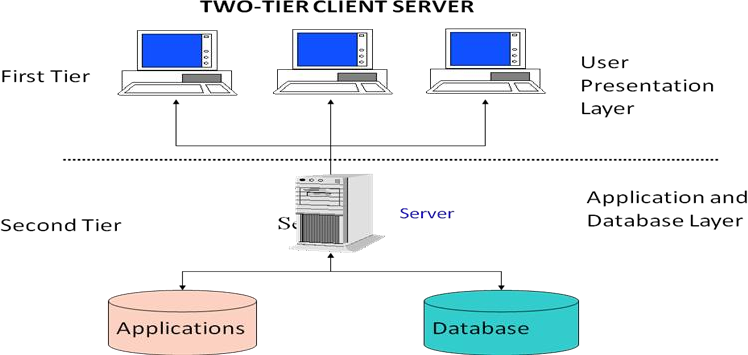 TWO-TIER CLIENT SERVER
First Tier
User
Presentation
Layer
Second Tier
Server
Application and
Database Layer
Applications
Database